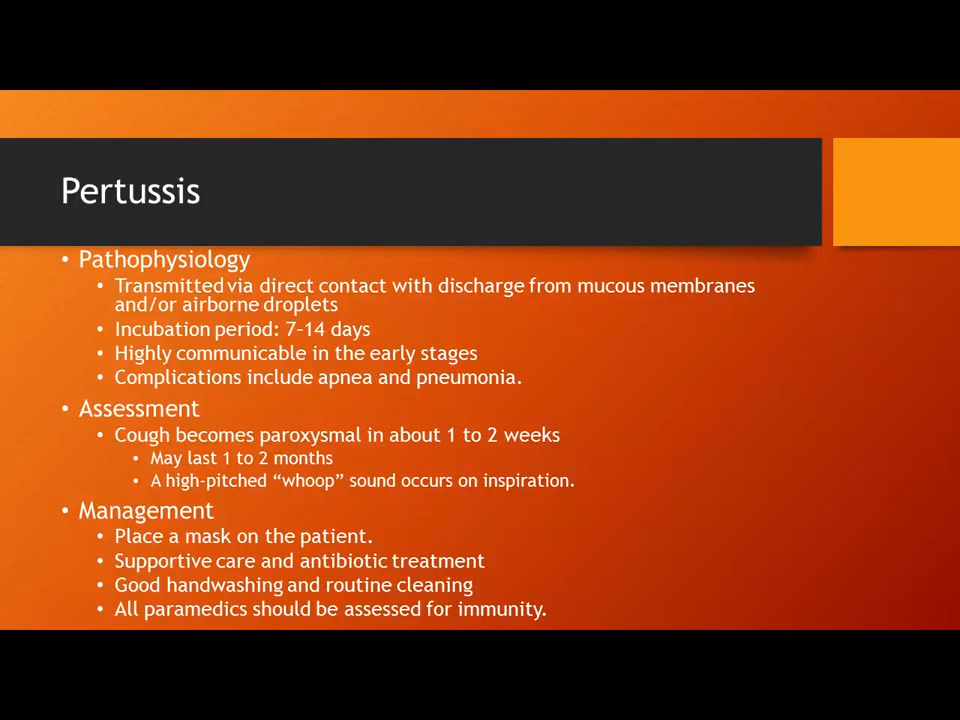 Pertussis
• Pathophysiology
• Transmitted via direct contact with discharge from mucous membranes
and/or airborne droplets
• Incubation period: 7–14 days
• Highly communicable in the early stages
• Complications include apnea and pneumonia.
• Assessment
• Cough becomes paroxysmal in about 1 to 2 weeks
• May last 1 to 2 months
• A high-pitched “whoop” sound occurs on inspiration.
• Management
• Place a mask on the patient.
• Supportive care and antibiotic treatment
• Good handwashing and routine cleaning
• All paramedics should be assessed for immunity.